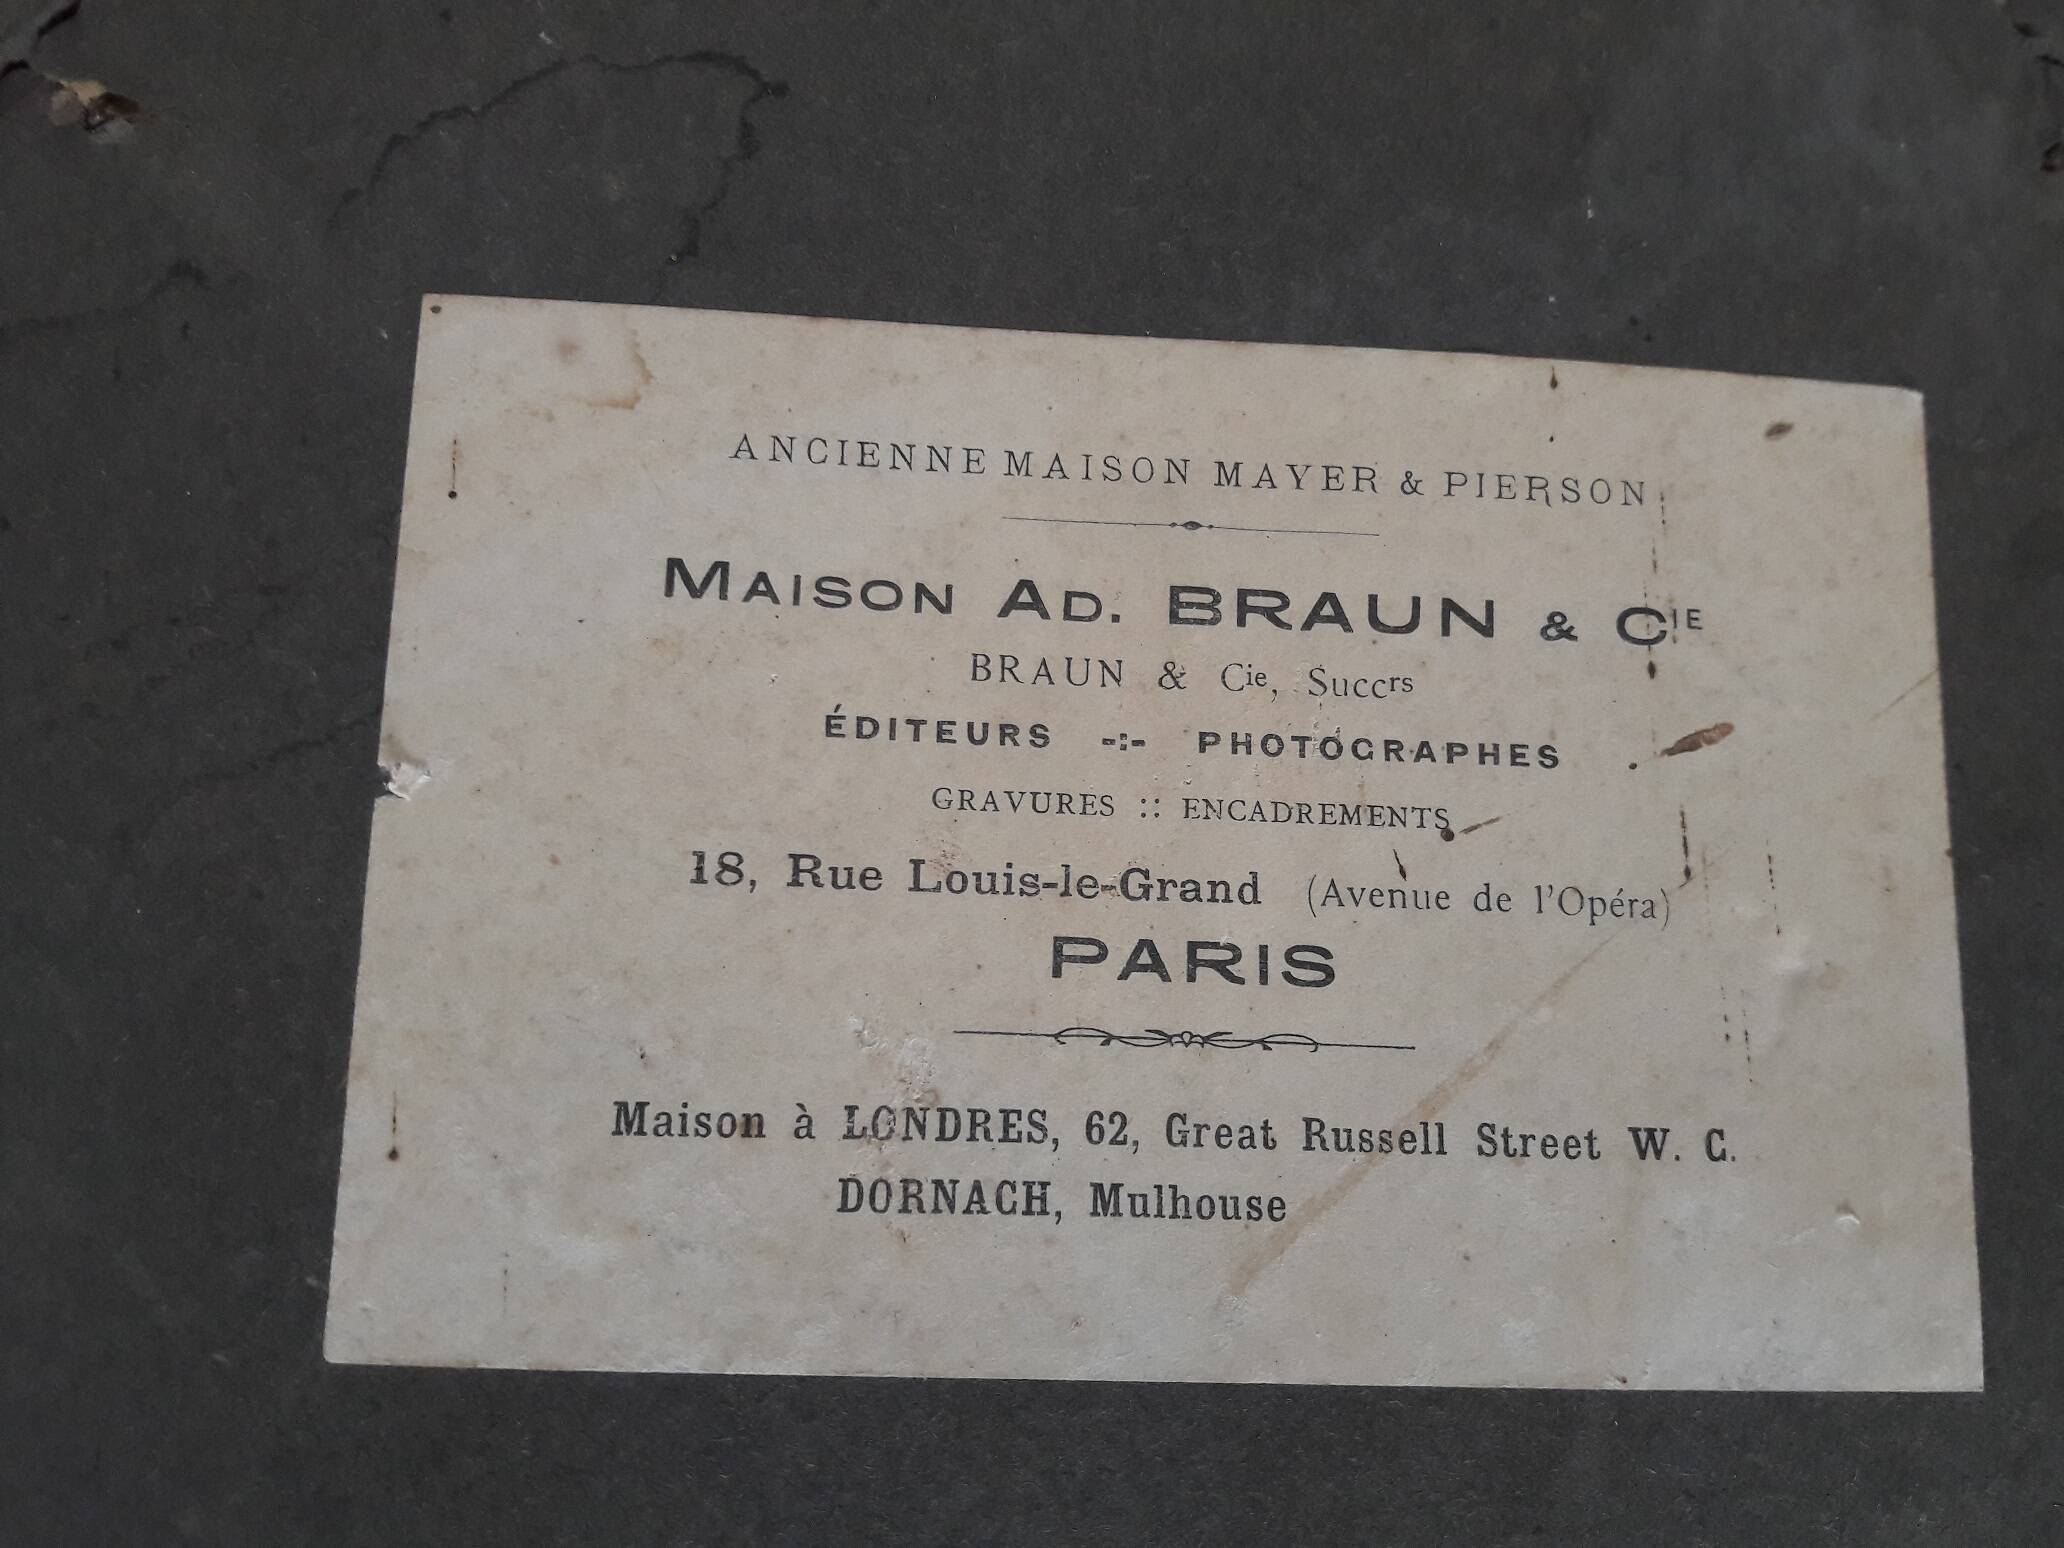 ANCIENNE MAISON MAYER & PIERSON
MAISON AD. BRAUN & CIE
BRAUN & Cie, Succrs
ÉDITEURS -:- PHOTOGRAPHES
GRAVURES :: ENCADREMENTS
18, Rue Louis-le-Grand (Avenue de l'Opéra)
PARIS
Maison à LONDRES, 62, Great Russell Street W. C.
DORNACH, Mulhouse